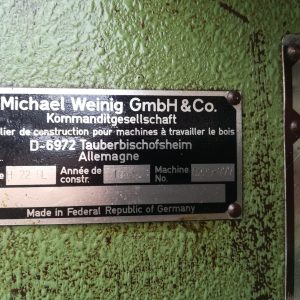 Michael Weinig GmbH & Co.
Kommanditgesellschaft
lier de construction pour machines à travailler le bois
D-6972 Tauberbischofsheim
Allemagne
Année de constr. Machine
Made in Federal Republic of Germany